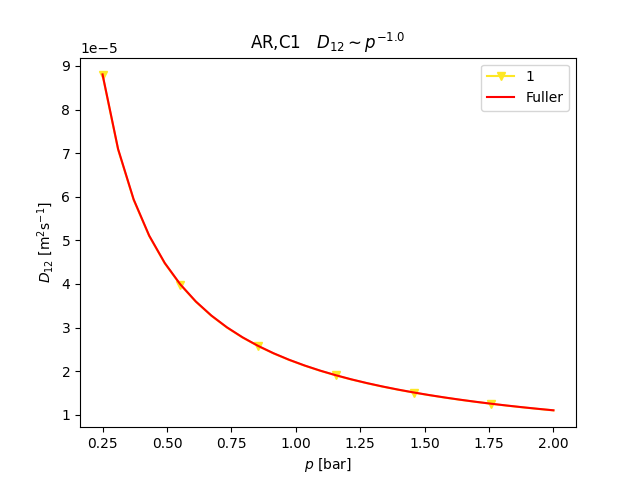 AR,C1 D₁₂ ~ p⁻¹·⁰
1e−5
1
Fuller
9
8
7
6
5
4
3
2
1
D₁₂ [m²s⁻¹]
0.25 0.50 0.75 1.00 1.25 1.50 1.75 2.00
p [bar]